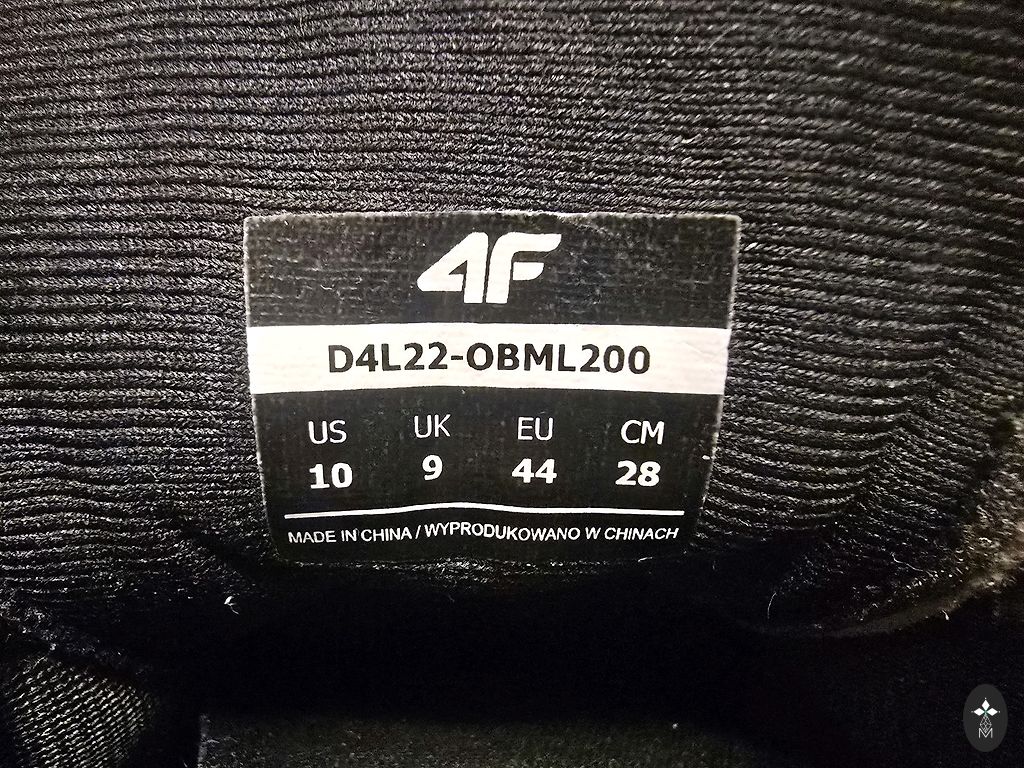 4F
D4L22-OBML200
US UK EU CM
10 9 44 28
MADE IN CHINA / WYPRODUKOWANO W CHINACH
M